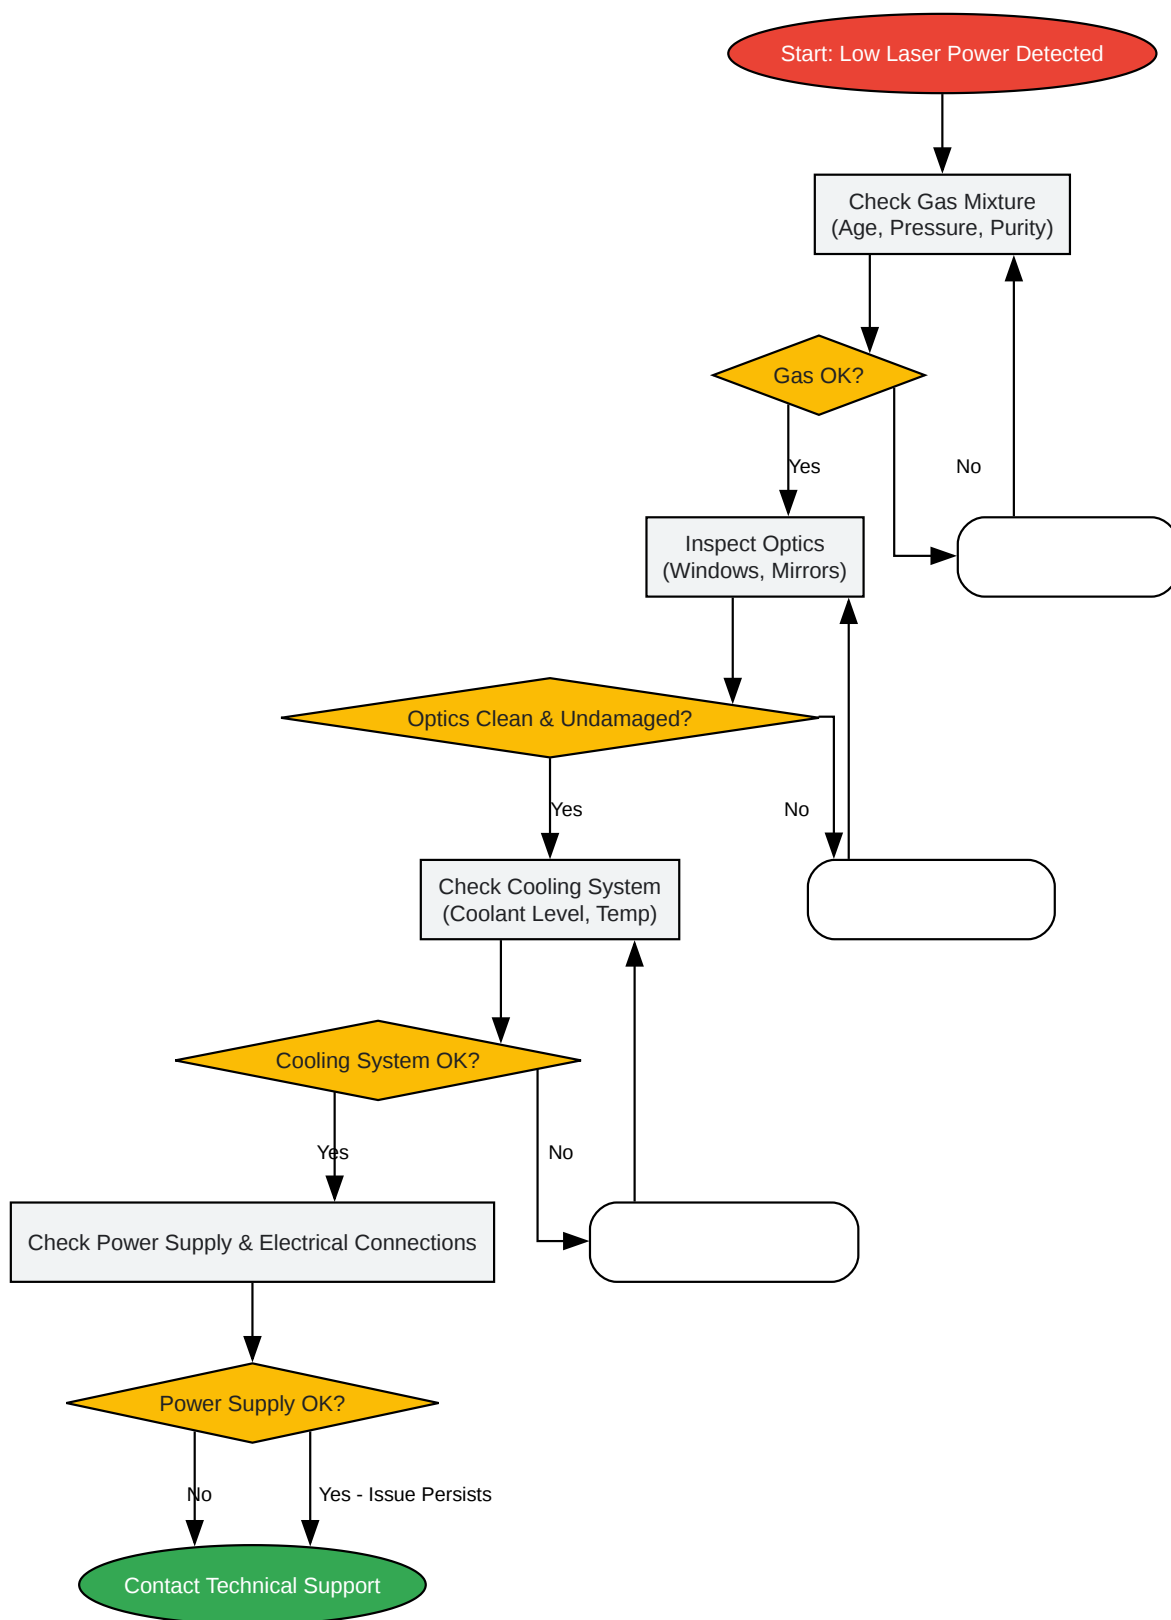 Start: Low Laser Power Detected
Check Gas Mixture
(Age, Pressure, Purity)
Gas OK?
Yes
No
Inspect Optics
(Windows, Mirrors)
Optics Clean & Undamaged?
Yes
No
Check Cooling System
(Coolant Level, Temp)
Cooling System OK?
Yes
No
Check Power Supply & Electrical Connections
Power Supply OK?
No
Yes - Issue Persists
Contact Technical Support